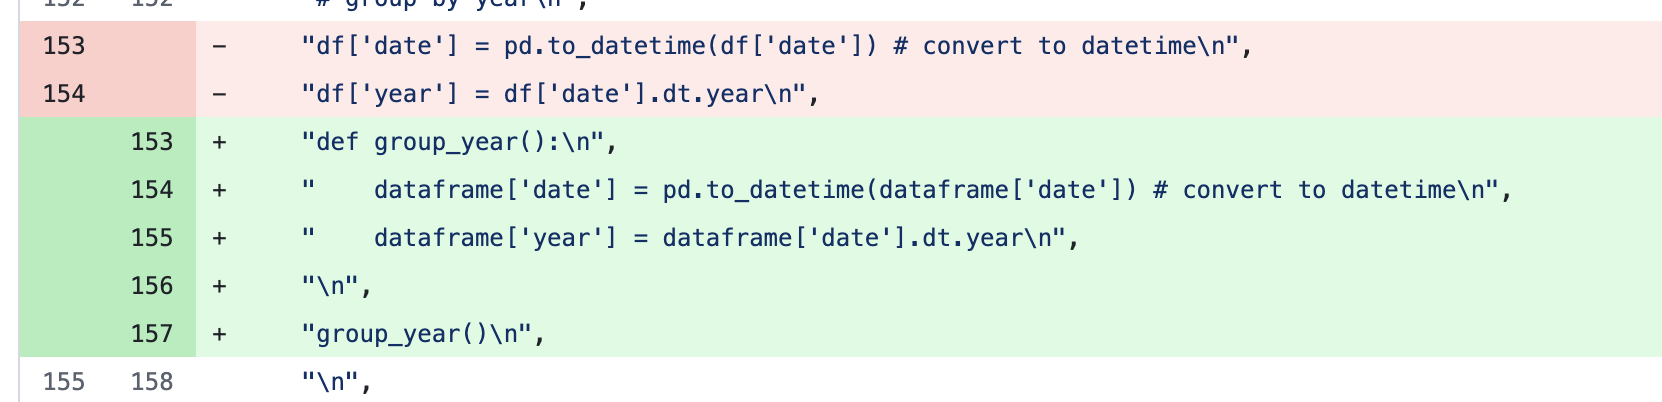 152 152 "# group by year\n",
153 - "df['date'] = pd.to_datetime(df['date']) # convert to datetime\n",
154 - "df['year'] = df['date'].dt.year\n",
153 + "def group_year():\n",
154 + "    dataframe['date'] = pd.to_datetime(dataframe['date']) # convert to datetime\n",
155 + "    dataframe['year'] = dataframe['date'].dt.year\n",
156 + "\n",
157 + "group_year()\n",
155 158 "\n",